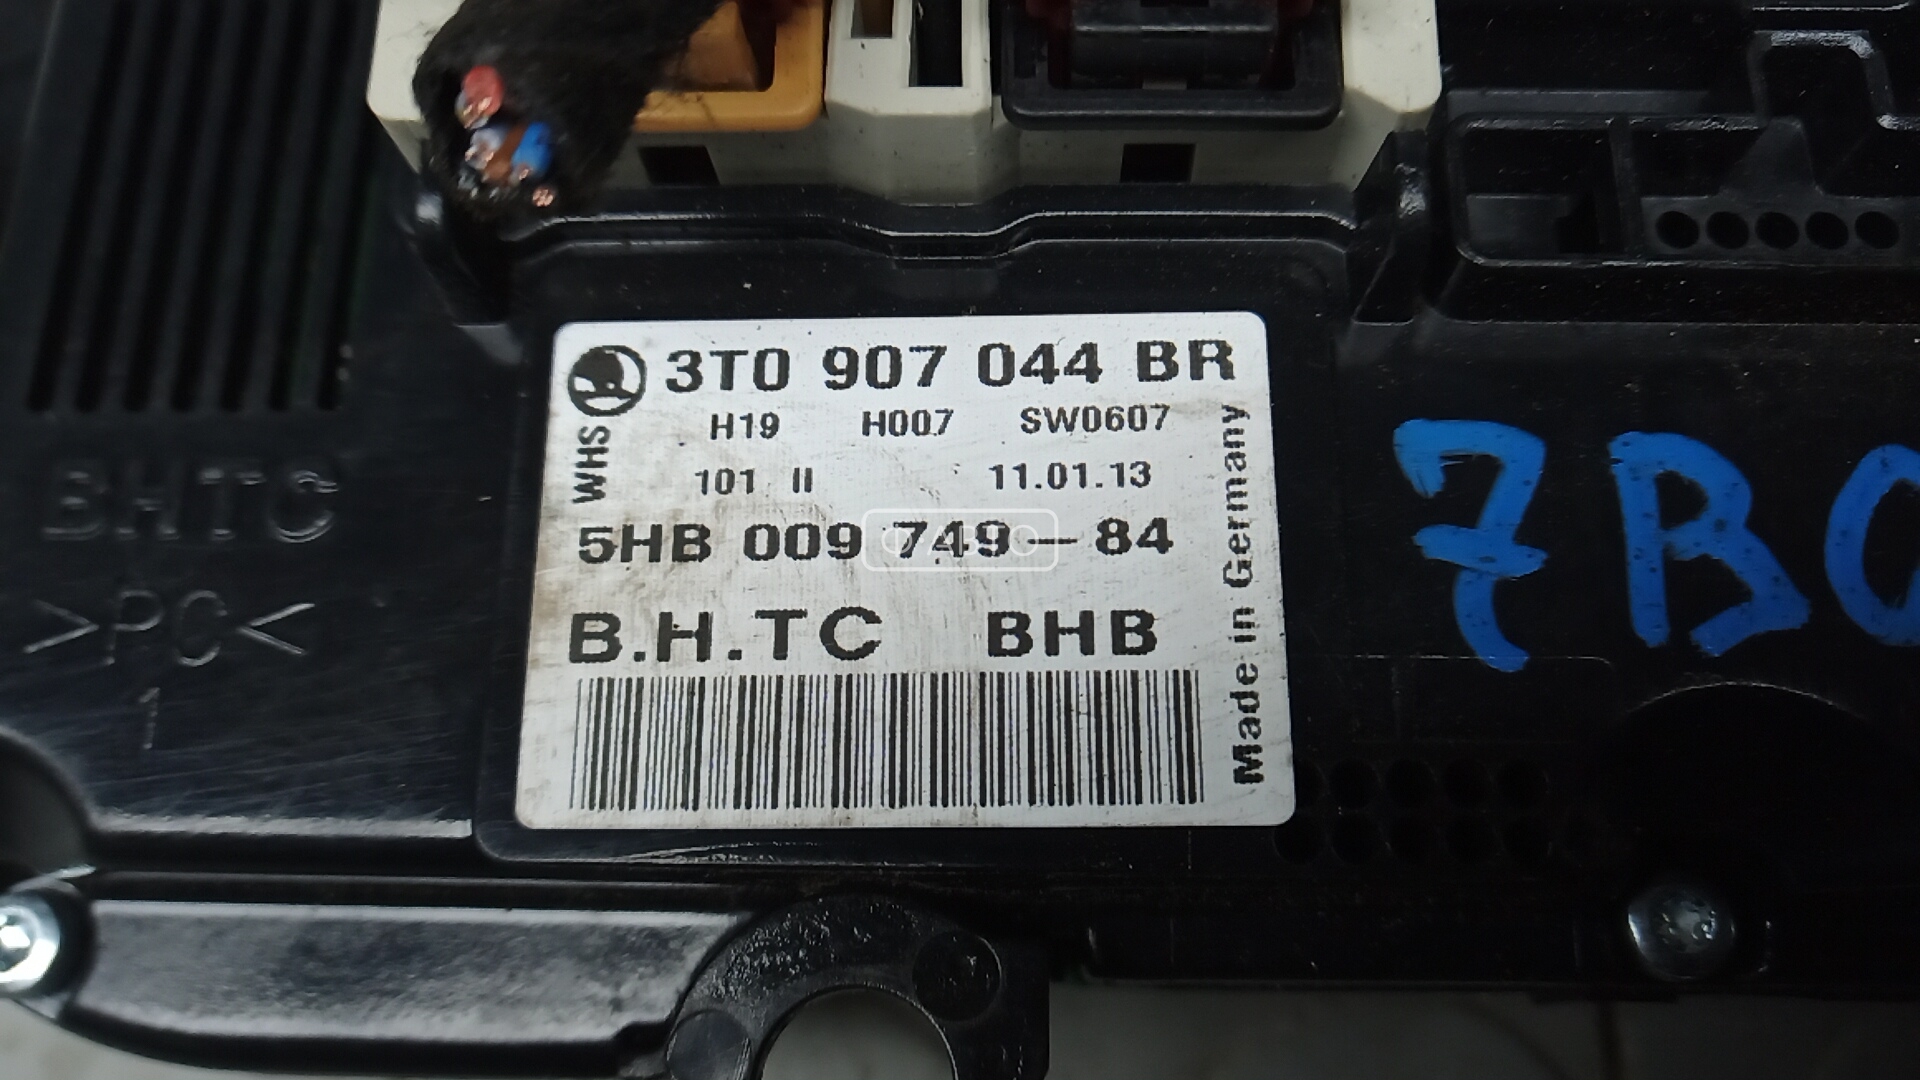 3T0 907 044 BR
H19 H007 SW0607
WHS
101 II 11.01.13
5HB 009 749-84
B.H.TC BHB
Made in Germany
BHTC
>PC<
1
7B